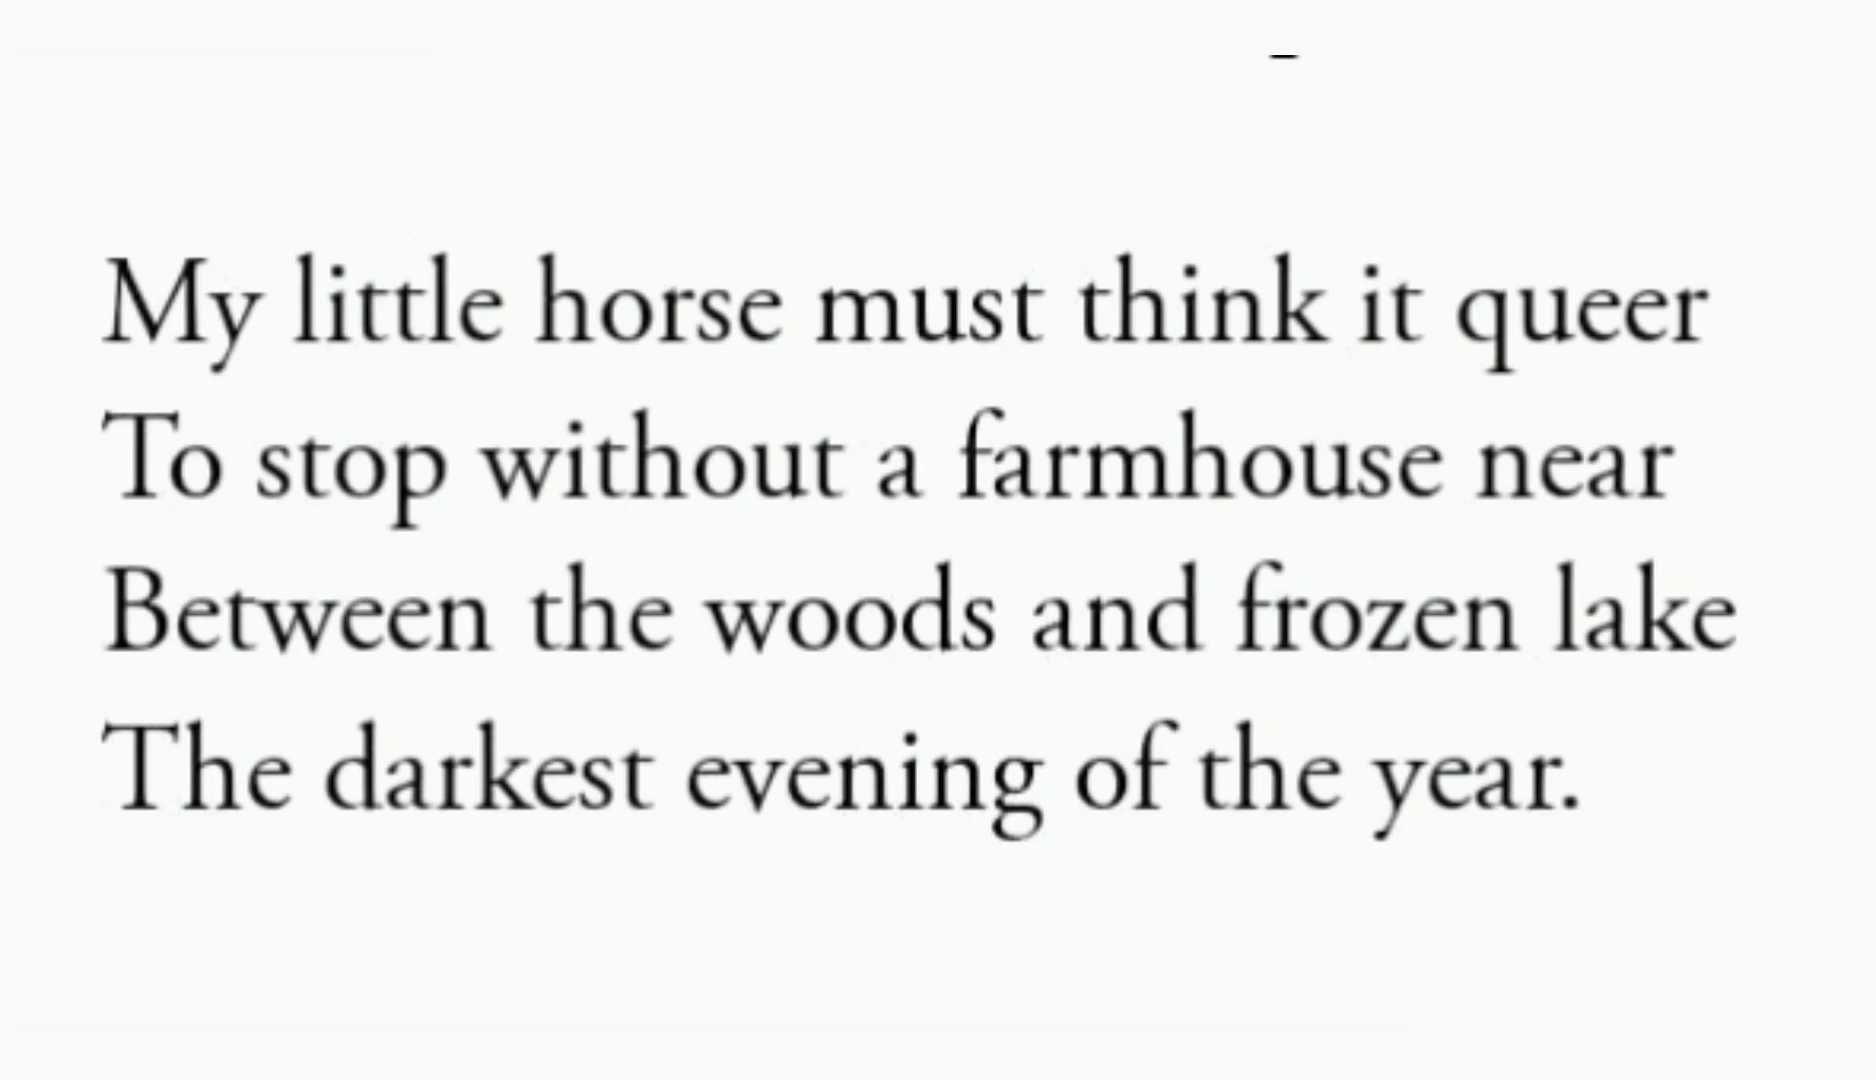 My little horse must think it queer
To stop without a farmhouse near
Between the woods and frozen lake
The darkest evening of the year.